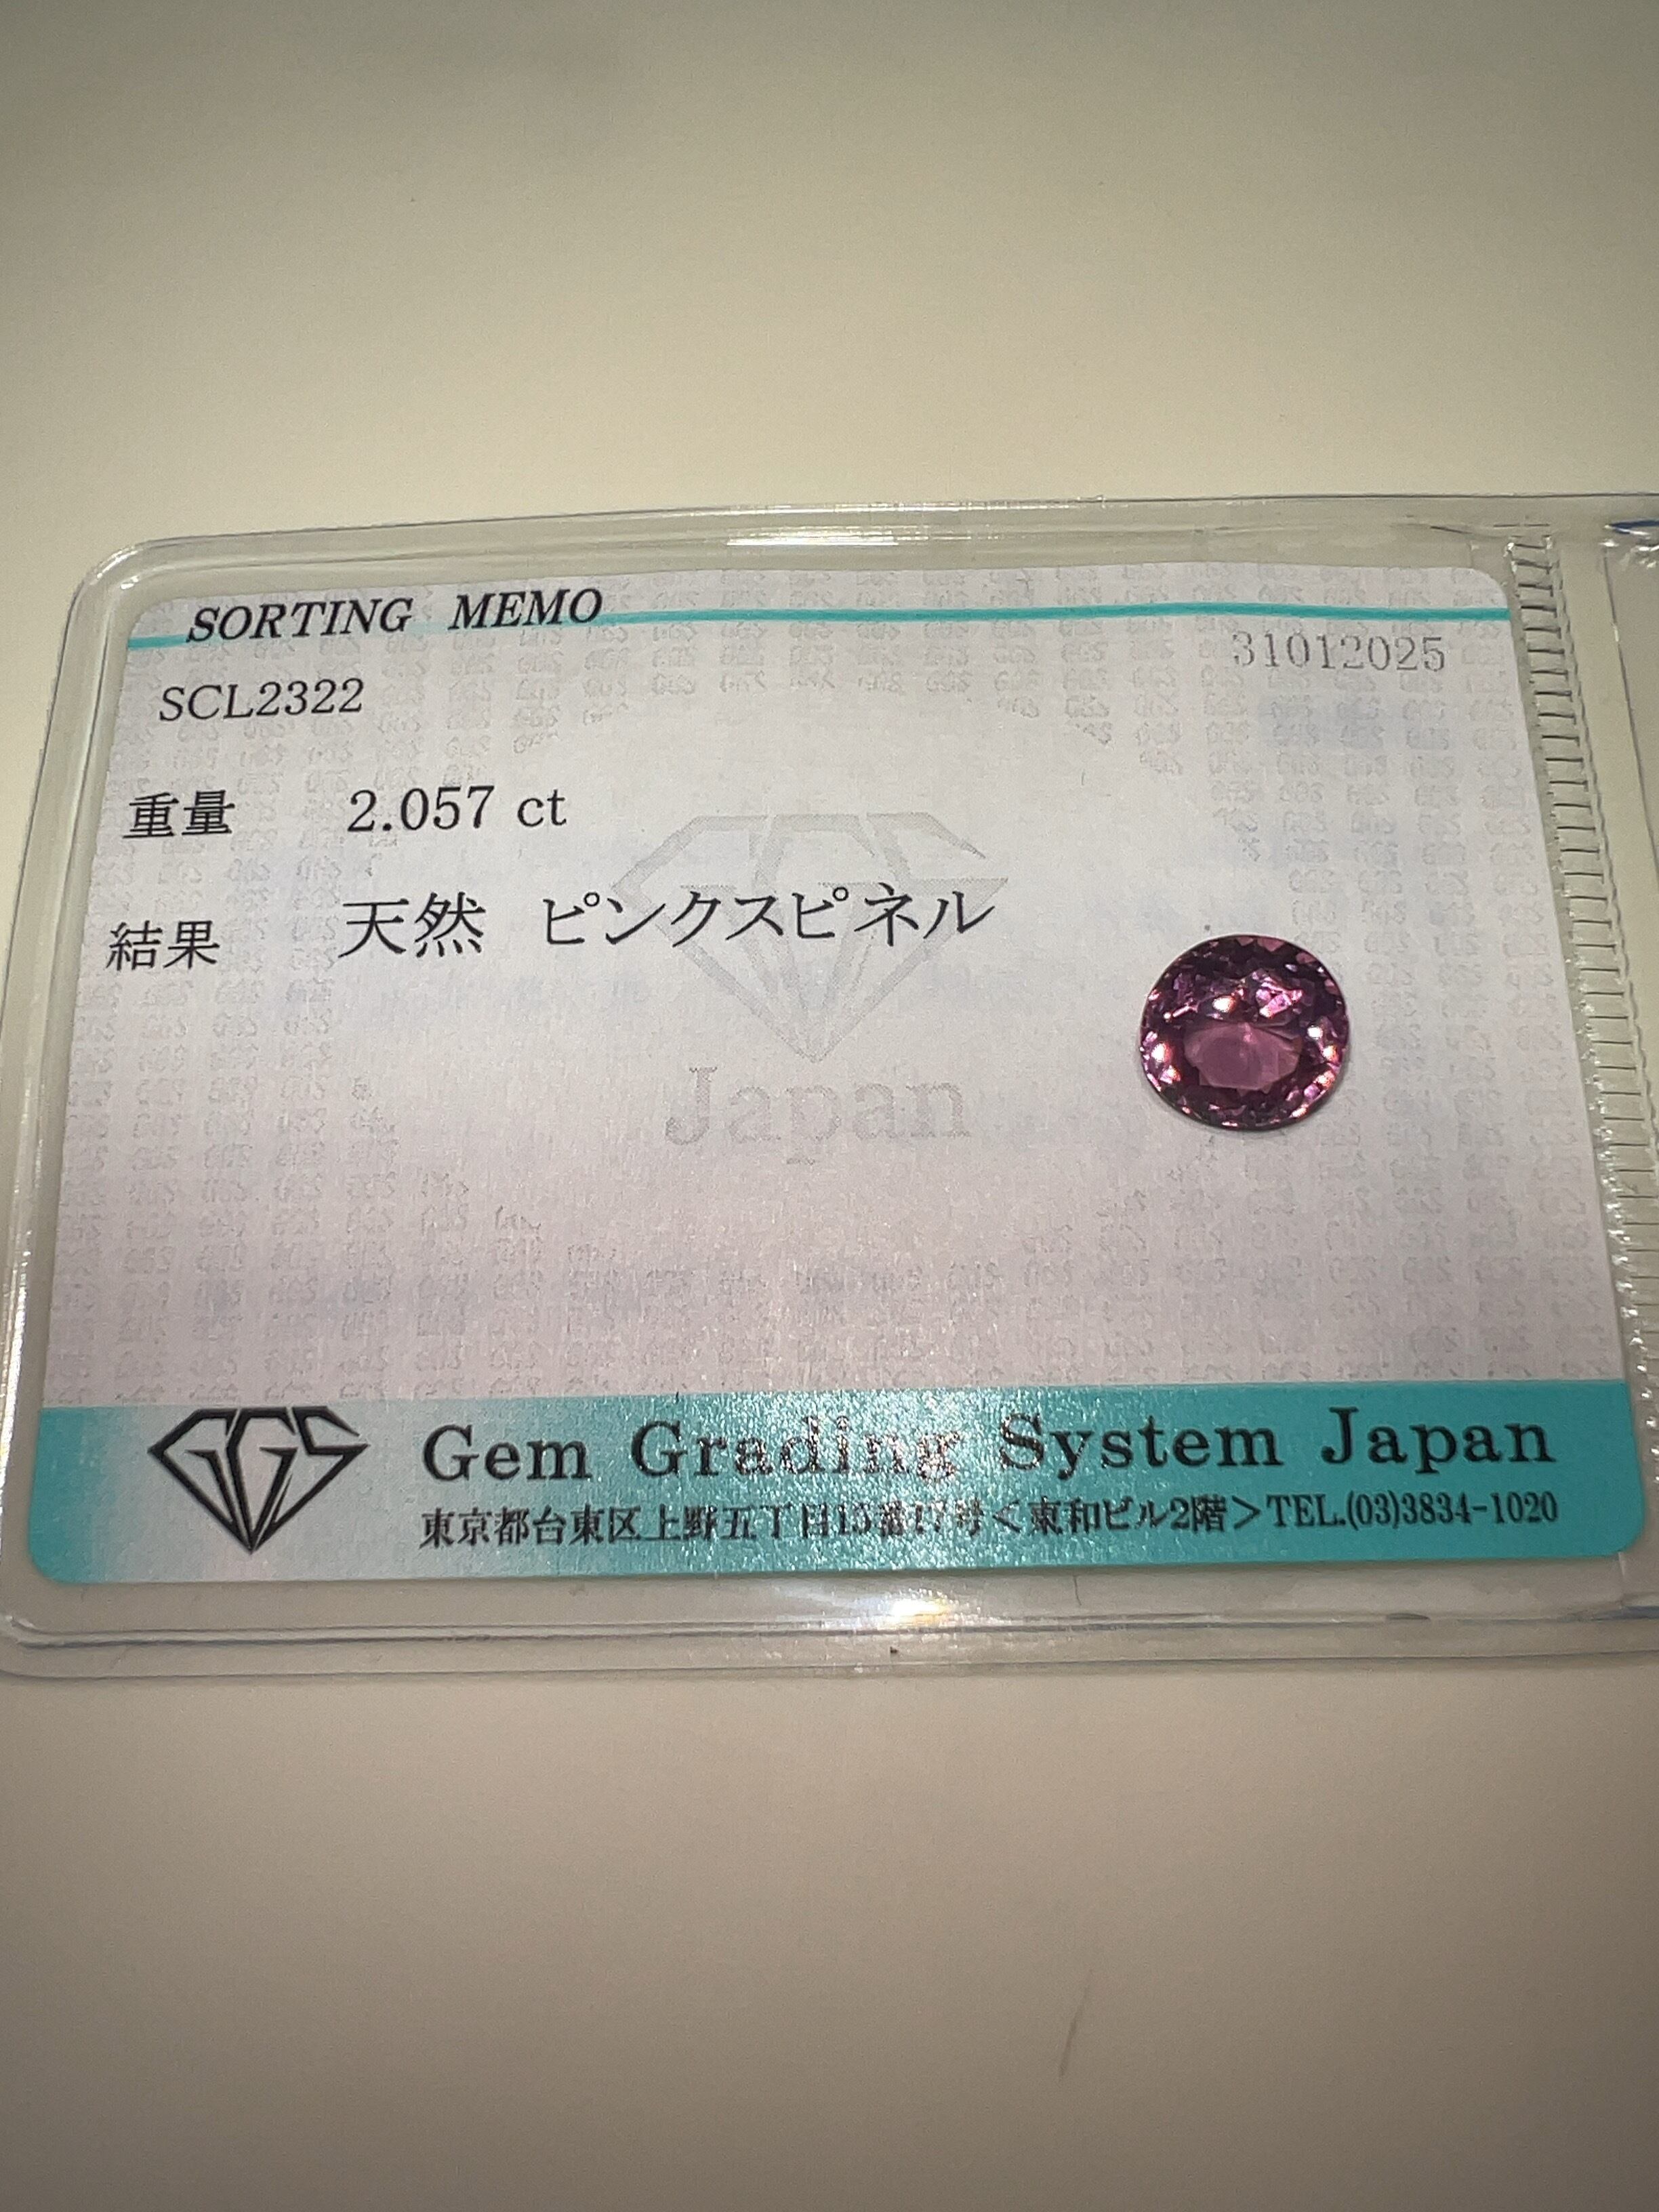 SORTING MEMO
31012025
SCL2322
重量 2.057 ct
結果 天然 ピンクスピネル
GGS
Japan
GGS Gem Grading System Japan
東京都台東区上野五丁目15番17号＜東和ビル2階＞TEL.(03)3834-1020